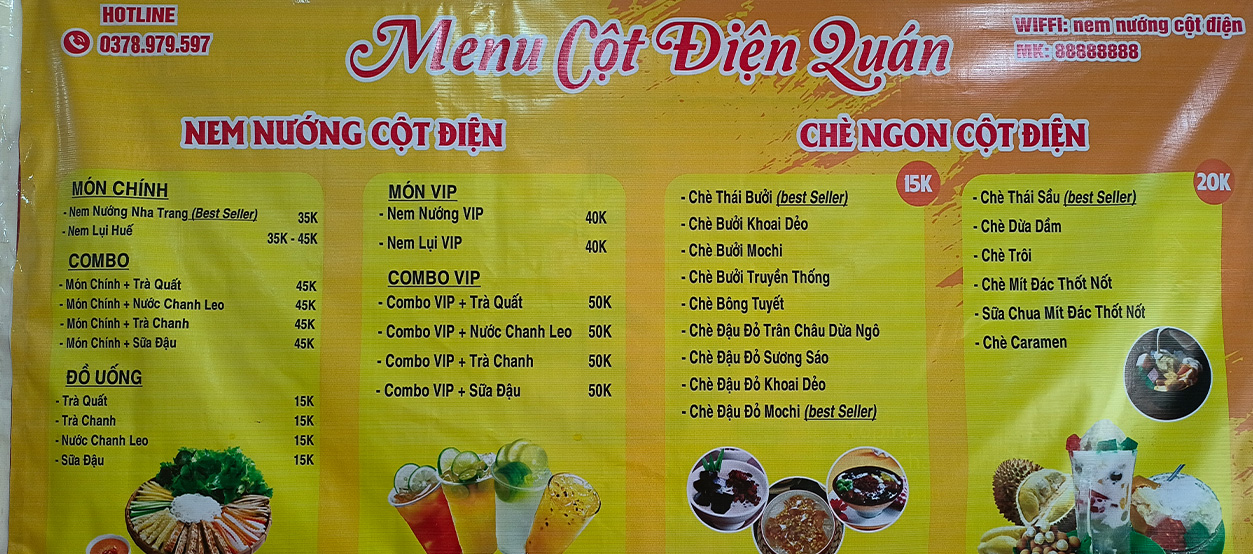 HOTLINE
0378.979.597
Menu Cột Điện Quán
WIFFI: nem nướng cột điện
MK: 88888888
NEM NƯỚNG CỘT ĐIỆN
MÓN CHÍNH
- Nem Nướng Nha Trang (Best Seller) 35K
- Nem Lụi Huế 35K - 45K
COMBO
- Món Chính + Trà Quất 45K
- Món Chính + Nước Chanh Leo 45K
- Món Chính + Trà Chanh 45K
- Món Chính + Sữa Đậu 45K
ĐỒ UỐNG
- Trà Quất 15K
- Trà Chanh 15K
- Nước Chanh Leo 15K
- Sữa Đậu 15K
MÓN VIP
- Nem Nướng VIP 40K
- Nem Lụi VIP 40K
COMBO VIP
- Combo VIP + Trà Quất 50K
- Combo VIP + Nước Chanh Leo 50K
- Combo VIP + Trà Chanh 50K
- Combo VIP + Sữa Đậu 50K
CHÈ NGON CỘT ĐIỆN
15K
- Chè Thái Bưởi (best Seller)
- Chè Bưởi Khoai Dẻo
- Chè Bưởi Mochi
- Chè Bưởi Truyền Thống
- Chè Bông Tuyết
- Chè Đậu Đỏ Trân Châu Dừa Ngô
- Chè Đậu Đỏ Sương Sáo
- Chè Đậu Đỏ Khoai Dẻo
- Chè Đậu Đỏ Mochi (best Seller)
20K
- Chè Thái Sầu (best Seller)
- Chè Dừa Dầm
- Chè Trôi
- Chè Mít Đác Thốt Nốt
- Sữa Chua Mít Đác Thốt Nốt
- Chè Caramen